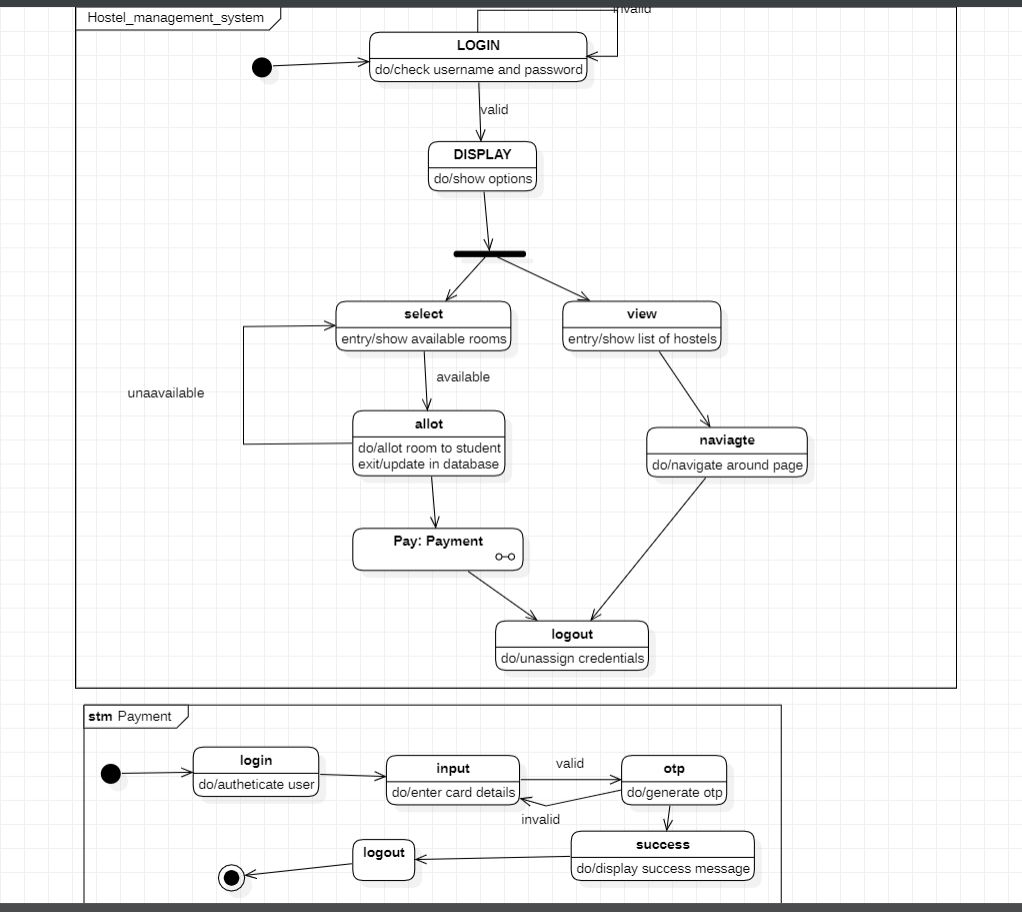 Hostel_management_system
invalid
LOGIN
do/check username and password
valid
DISPLAY
do/show options
select
entry/show available rooms
view
entry/show list of hostels
available
unaavailable
allot
do/allot room to student
exit/update in database
naviagte
do/navigate around page
Pay: Payment
logout
do/unassign credentials
stm Payment
login
do/autheticate user
input
do/enter card details
valid
otp
do/generate otp
invalid
success
do/display success message
logout